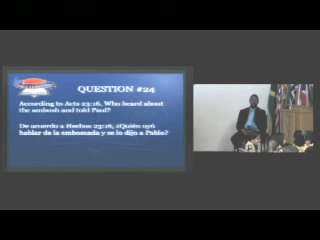 QUESTION #24
According to Acts 23:16, Who heard about
the ambush and told Paul?
De acuerdo a Hechos 23:16, ¿Quién oyó
hablar de la emboscada y se lo dijo a Pablo?